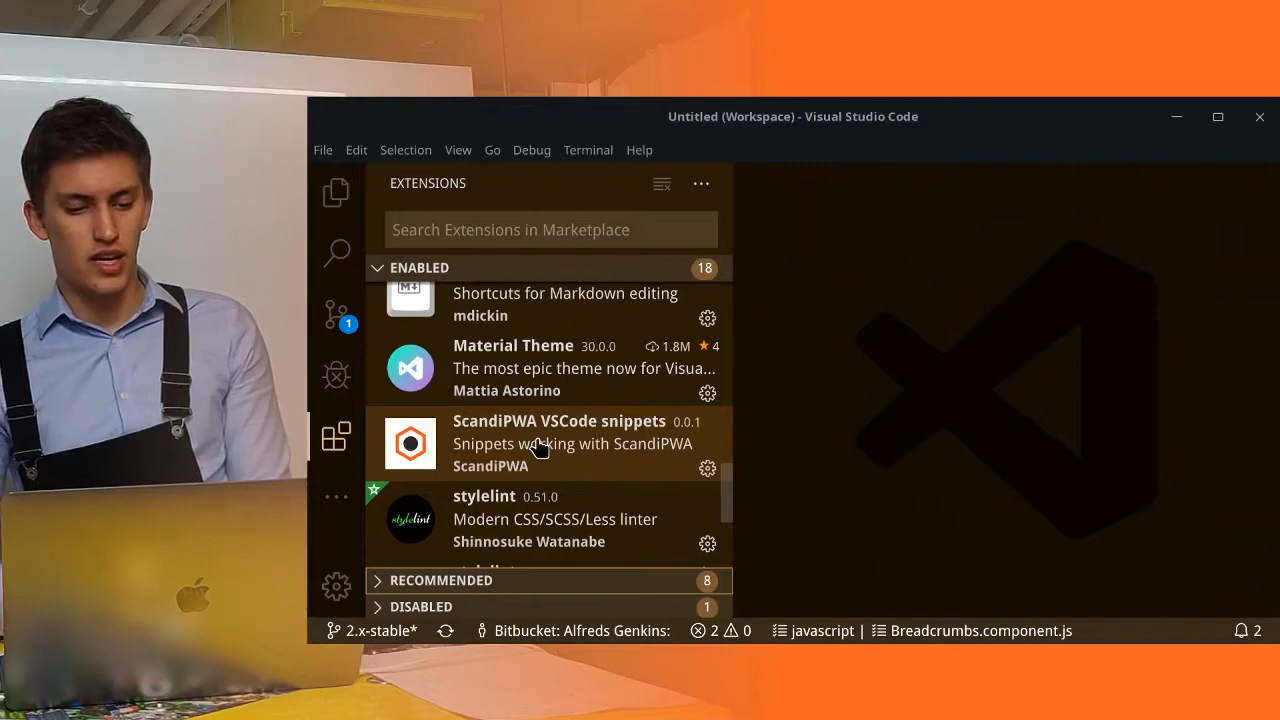 Untitled (Workspace) - Visual Studio Code
File Edit Selection View Go Debug Terminal Help
EXTENSIONS
Search Extensions in Marketplace
ENABLED 18
M
Shortcuts for Markdown editing
mdickin
Material Theme 30.0.0 1.8M ★4
The most epic theme now for Visua...
Mattia Astorino
ScandiPWA VSCode snippets 0.0.1
Snippets working with ScandiPWA
ScandiPWA
1
stylelint 0.51.0
stylelint
Modern CSS/SCSS/Less linter
Shinnosuke Watanabe
RECOMMENDED 8
DISABLED 1
2.x-stable* Bitbucket: Alfreds Genkins: 2 0 javascript | Breadcrumbs.component.js 2